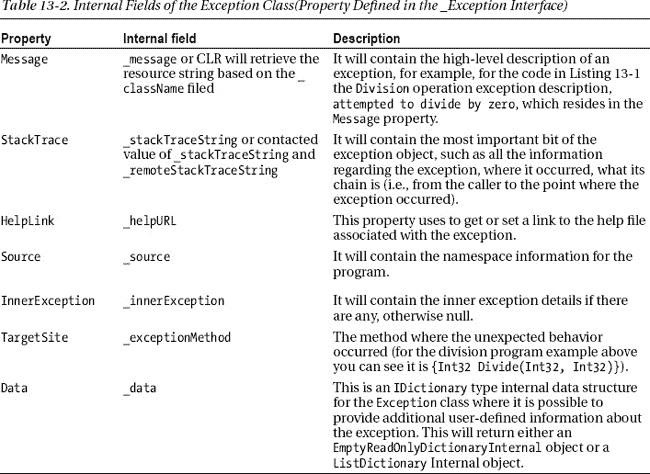 Table 13-2. Internal Fields of the Exception Class(Property Defined in the _Exception Interface)
Property Internal field Description
Message _message or CLR will retrieve the It will contain the high-level description of an
resource string based on the _ exception, for example, for the code in Listing 13-1
className filed the Division operation exception description,
attempted to divide by zero, which resides in the
Message property.
StackTrace _stackTraceString or contacted It will contain the most important bit of the
value of _stackTraceString and exception object, such as all the information
_remoteStackTraceString regarding the exception, where it occurred, what its
chain is (i.e., from the caller to the point where the
exception occurred).
HelpLink _helpURL This property uses to get or set a link to the help file
associated with the exception.
Source _source It will contain the namespace information for the
program.
InnerException _innerException It will contain the inner exception details if there
are any, otherwise null.
TargetSite _exceptionMethod The method where the unexpected behavior
occurred (for the division program example above
you can see it is {Int32 Divide(Int32, Int32)}).
Data _data This is an IDictionary type internal data structure
for the Exception class where it is possible to
provide additional user-defined information about
the exception. This will return either an
EmptyReadOnlyDictionaryInternal object or a
ListDictionary Internal object.